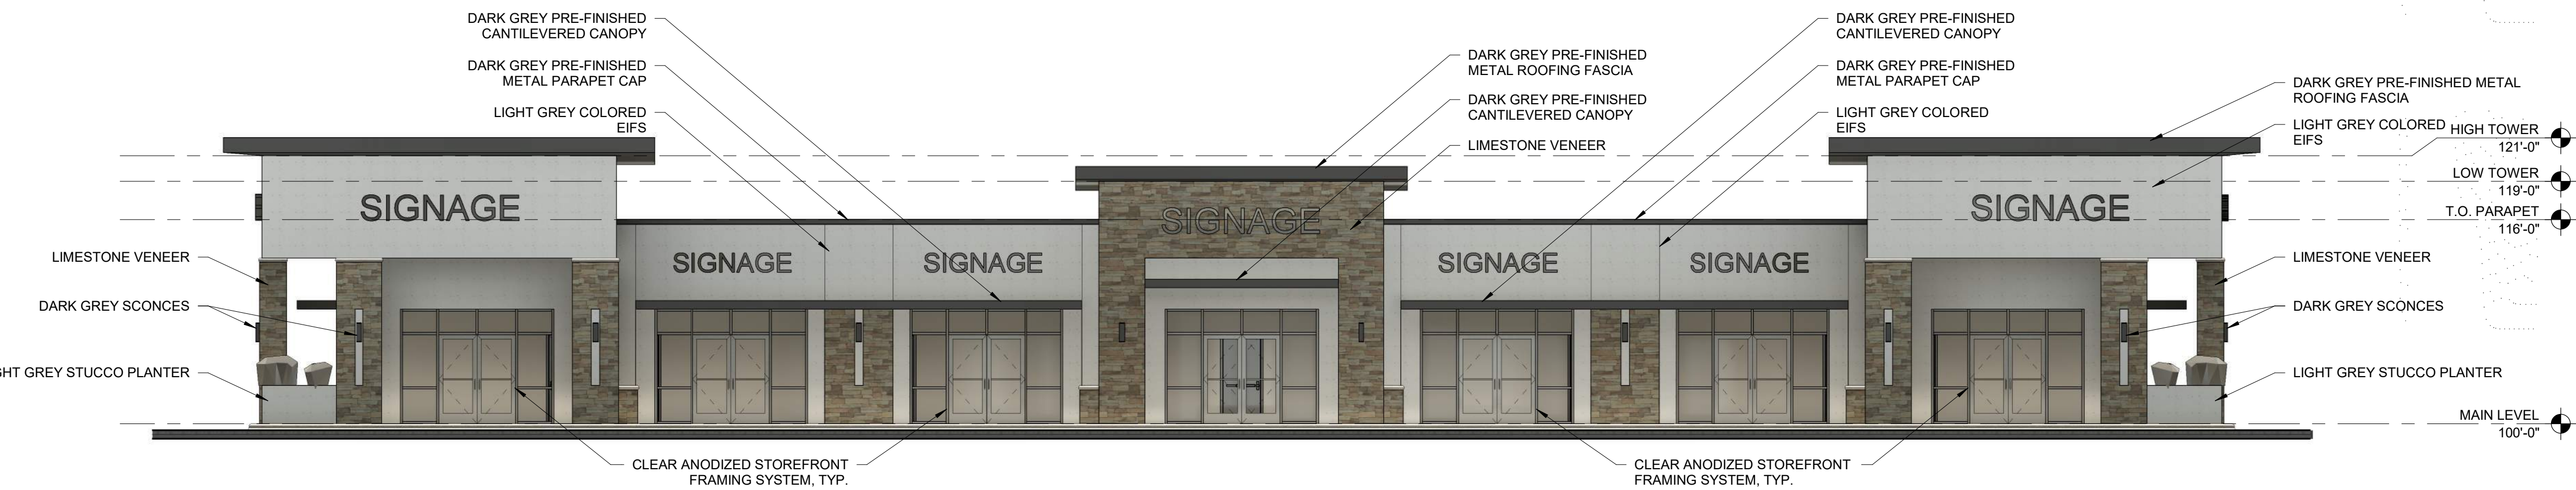 DARK GREY PRE-FINISHED
CANTILEVERED CANOPY
DARK GREY PRE-FINISHED
METAL PARAPET CAP
LIGHT GREY COLORED
EIFS
DARK GREY PRE-FINISHED
METAL ROOFING FASCIA
DARK GREY PRE-FINISHED
CANTILEVERED CANOPY
LIMESTONE VENEER
DARK GREY PRE-FINISHED
CANTILEVERED CANOPY
DARK GREY PRE-FINISHED
METAL PARAPET CAP
LIGHT GREY COLORED
EIFS
DARK GREY PRE-FINISHED METAL
ROOFING FASCIA
LIGHT GREY COLORED
EIFS
HIGH TOWER
121'-0"
LOW TOWER
119'-0"
T.O. PARAPET
116'-0"
SIGNAGE
SIGNAGE
SIGNAGE
SIGNAGE
SIGNAGE
SIGNAGE
SIGNAGE
LIMESTONE VENEER
DARK GREY SCONCES
GHT GREY STUCCO PLANTER
LIMESTONE VENEER
DARK GREY SCONCES
LIGHT GREY STUCCO PLANTER
MAIN LEVEL
100'-0"
CLEAR ANODIZED STOREFRONT
FRAMING SYSTEM, TYP.
CLEAR ANODIZED STOREFRONT
FRAMING SYSTEM, TYP.